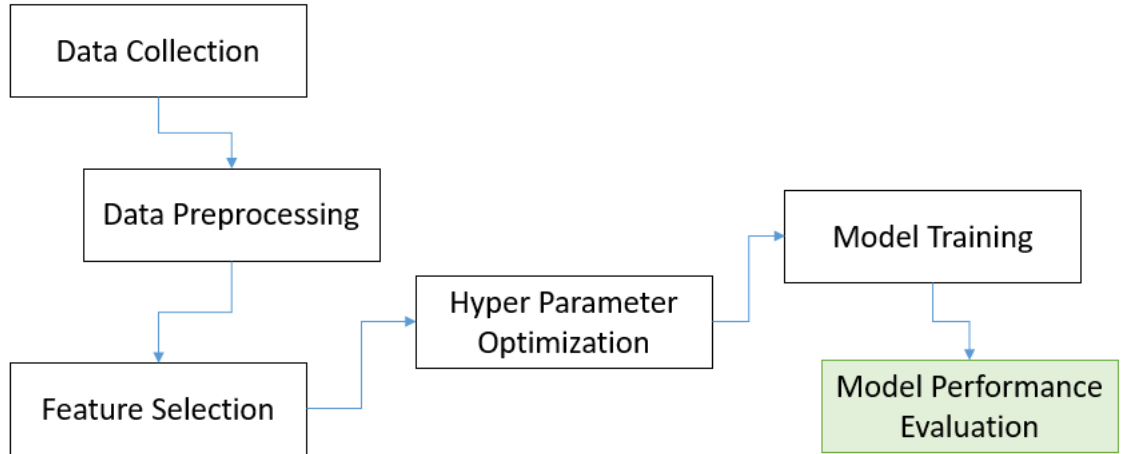 Data Collection
Data Preprocessing
Feature Selection
Hyper Parameter
Optimization
Model Training
Model Performance
Evaluation